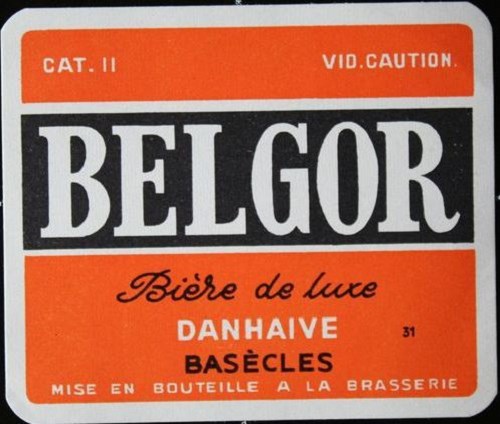 CAT. II VID. CAUTION.
BELGOR
Bière de luxe
DANHAIVE 31
BASÈCLES
MISE EN BOUTEILLE A LA BRASSERIE